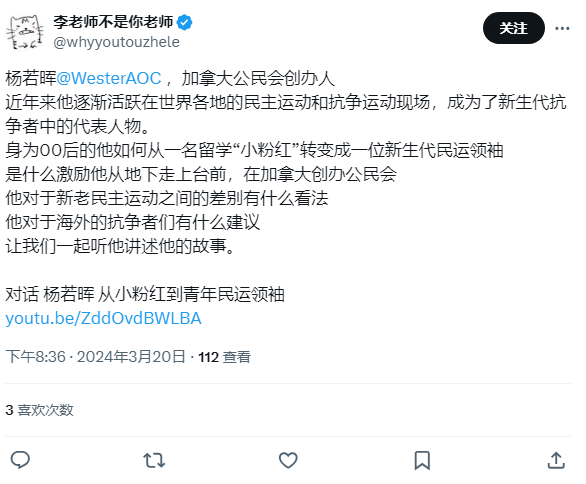 李老师不是你老师
@whyyoutouzhele
关注
杨若晖@WesterAOC ，加拿大公民会创办人
近年来他逐渐活跃在世界各地的民主运动和抗争运动现场，成为了新生代抗
争者中的代表人物。
身为00后的他如何从一名留学“小粉红”转变成一位新生代民运领袖
是什么激励他从地下走上台前，在加拿大创办公民会
他对于新老民主运动之间的差别有什么看法
他对于海外的抗争者们有什么建议
让我们一起听他讲述他的故事。
对话 杨若晖 从小粉红到青年民运领袖
youtu.be/ZddOvdBWLBA
下午8:36 · 2024年3月20日 · 112 查看
3 喜欢次数